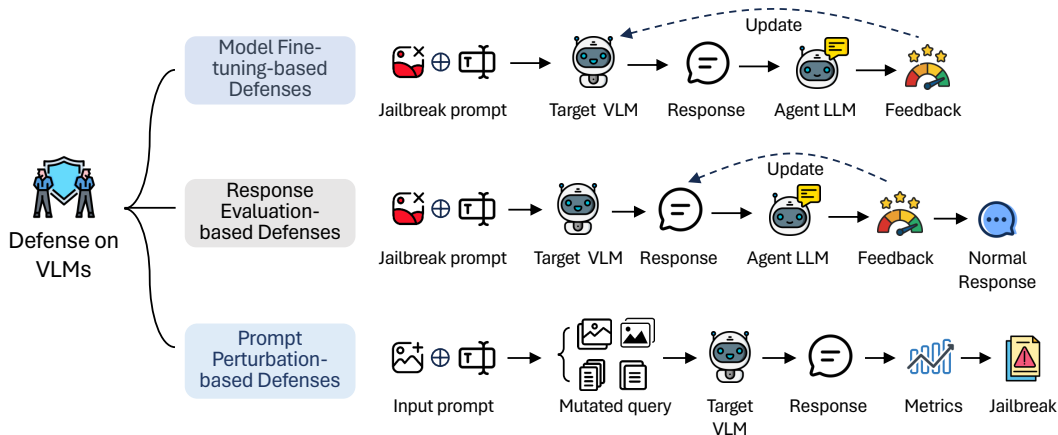 Defense on
VLMs
Model Fine-
tuning-based
Defenses
Update
T
Jailbreak prompt
Target VLM
Response
Agent LLM
Feedback
Response
Evaluation-
based Defenses
Update
T
Jailbreak prompt
Target VLM
Response
Agent LLM
Feedback
Normal
Response
Prompt
Perturbation-
based Defenses
T
Input prompt
Mutated query
Target
VLM
Response
Metrics
Jailbreak